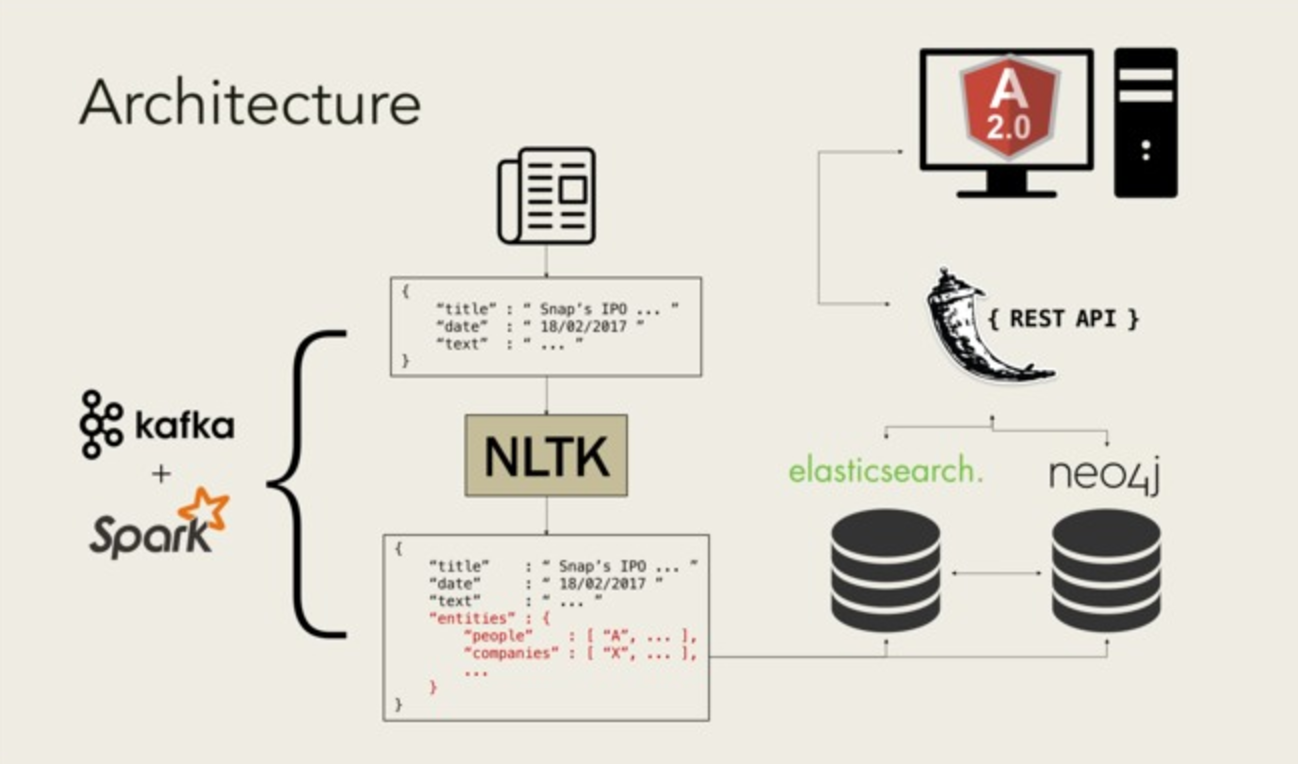 Architecture
A
2.0
{
"title" : " Snap's IPO ... "
"date" : " 18/02/2017 "
"text" : " ... "
}
{ REST API }
kafka
+
Spark
NLTK
elasticsearch.
neo4j
{
"title" : " Snap's IPO ... "
"date" : " 18/02/2017 "
"text" : " ... "
"entities" : {
"people" : [ "A", ... ],
"companies" : [ "X", ... ],
...
}
}